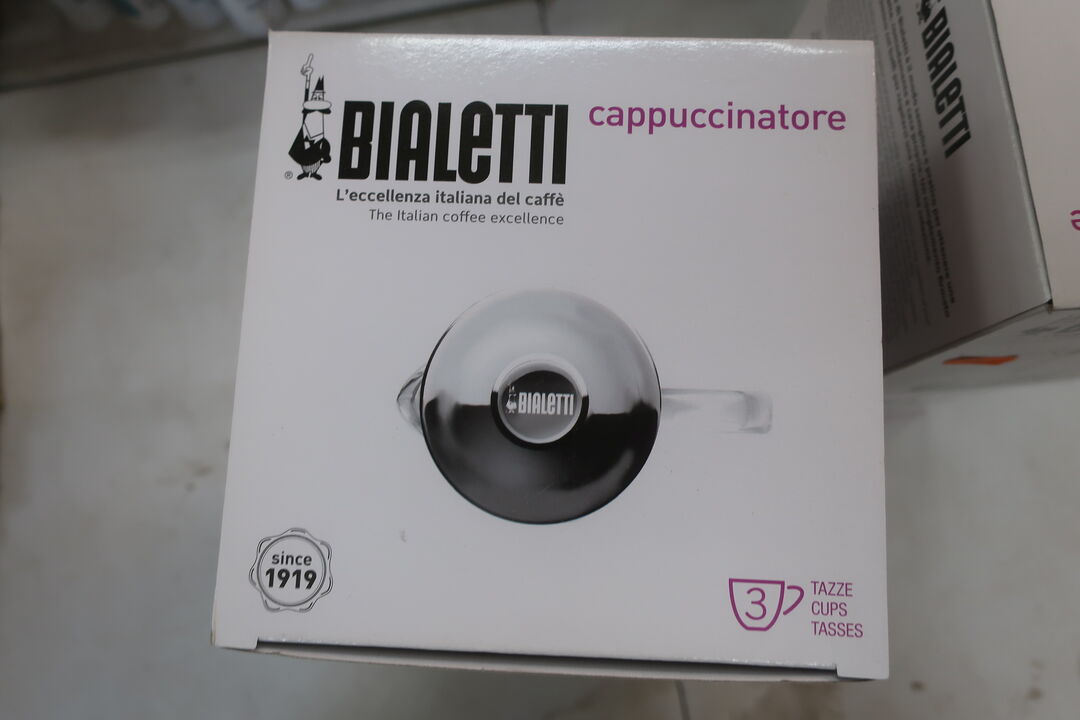 BIALETTI
cappuccinatore
®
L'eccellenza italiana del caffè
The Italian coffee excellence
BIALETTI
since
1919
3
TAZZE
CUPS
TASSES
BIALETTI